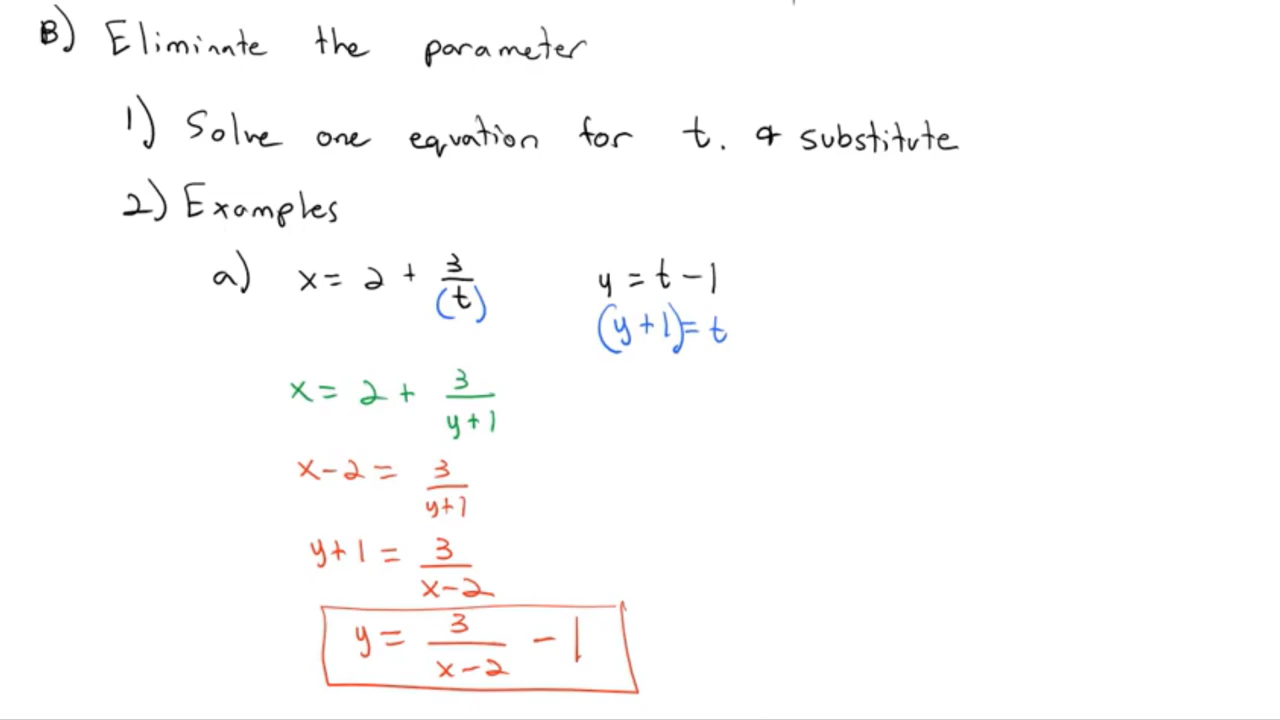 B) Eliminate the parameter
1) Solve one equation for t. & substitute
2) Examples
a) x = 2 + 3/(t) y = t - 1
(y + 1) = t
x = 2 + 3/(y+1)
x - 2 = 3/(y+1)
y + 1 = 3/(x-2)
y = 3/(x-2) - 1